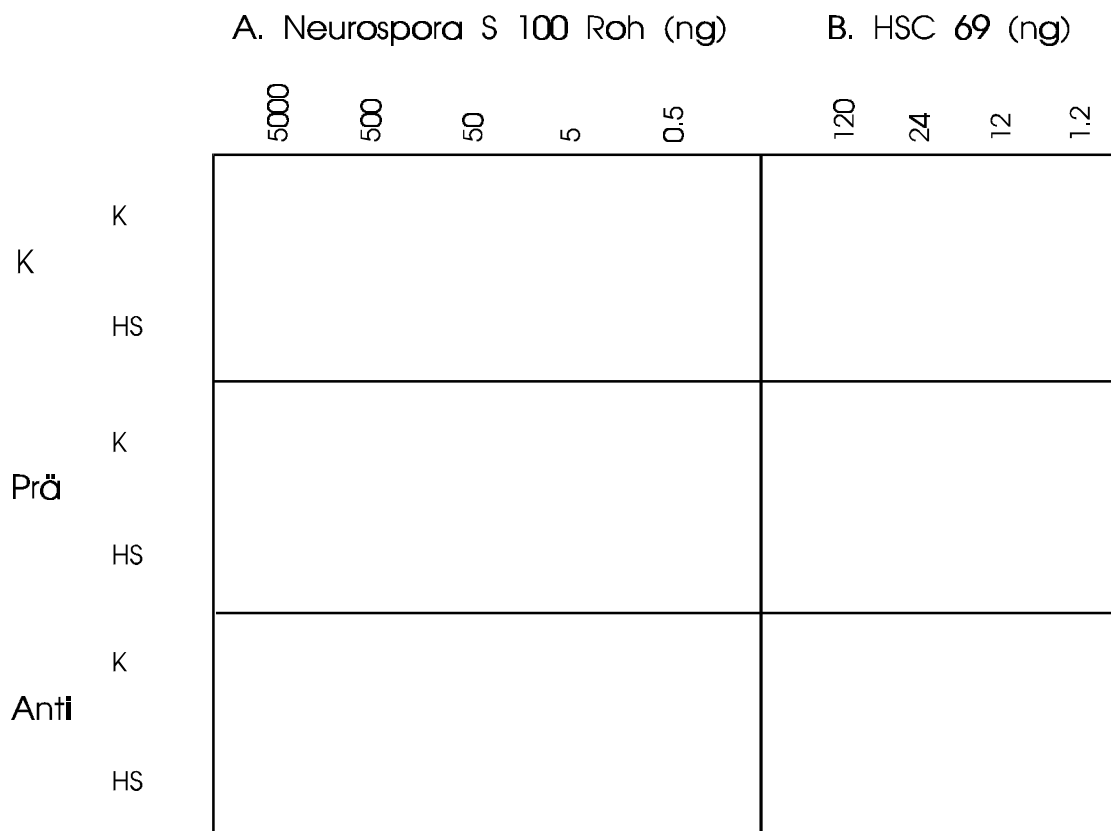 A. Neurospora S 100 Roh (ng) B. HSC 69 (ng)
5000 500 50 5 0.5 120 24 12 1.2
K
K
HS
K
Prä
HS
K
Anti
HS